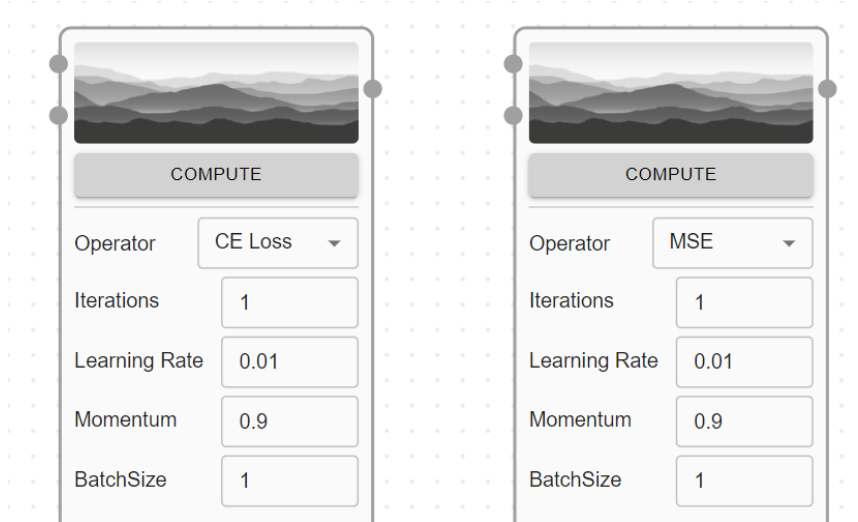 COMPUTE
Operator CE Loss
Iterations 1
Learning Rate 0.01
Momentum 0.9
BatchSize 1
COMPUTE
Operator MSE
Iterations 1
Learning Rate 0.01
Momentum 0.9
BatchSize 1